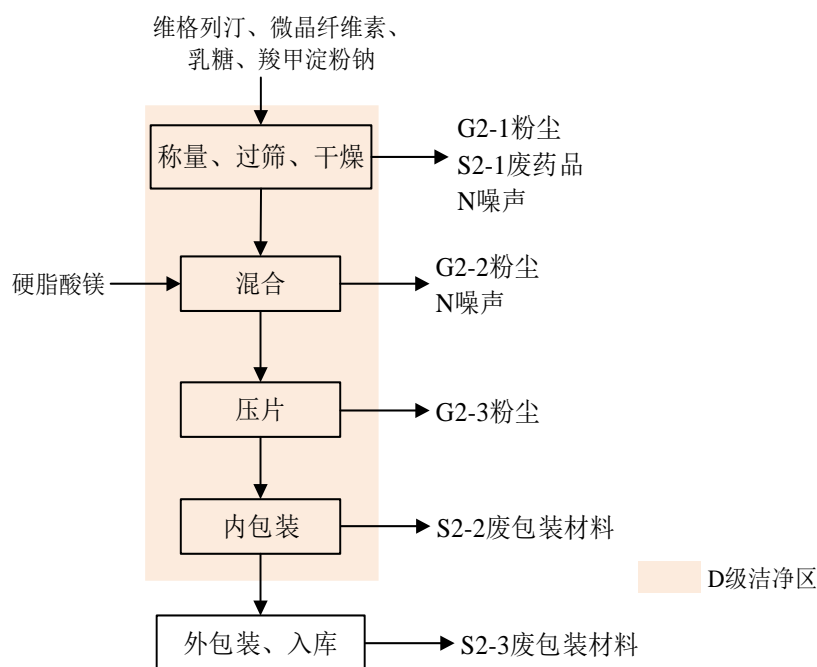 维格列汀、微晶纤维素、
乳糖、羧甲淀粉钠
称量、过筛、干燥
G2-1粉尘
S2-1废药品
N噪声
硬脂酸镁
混合
G2-2粉尘
N噪声
压片
G2-3粉尘
内包装
S2-2废包装材料
D级洁净区
外包装、入库
S2-3废包装材料